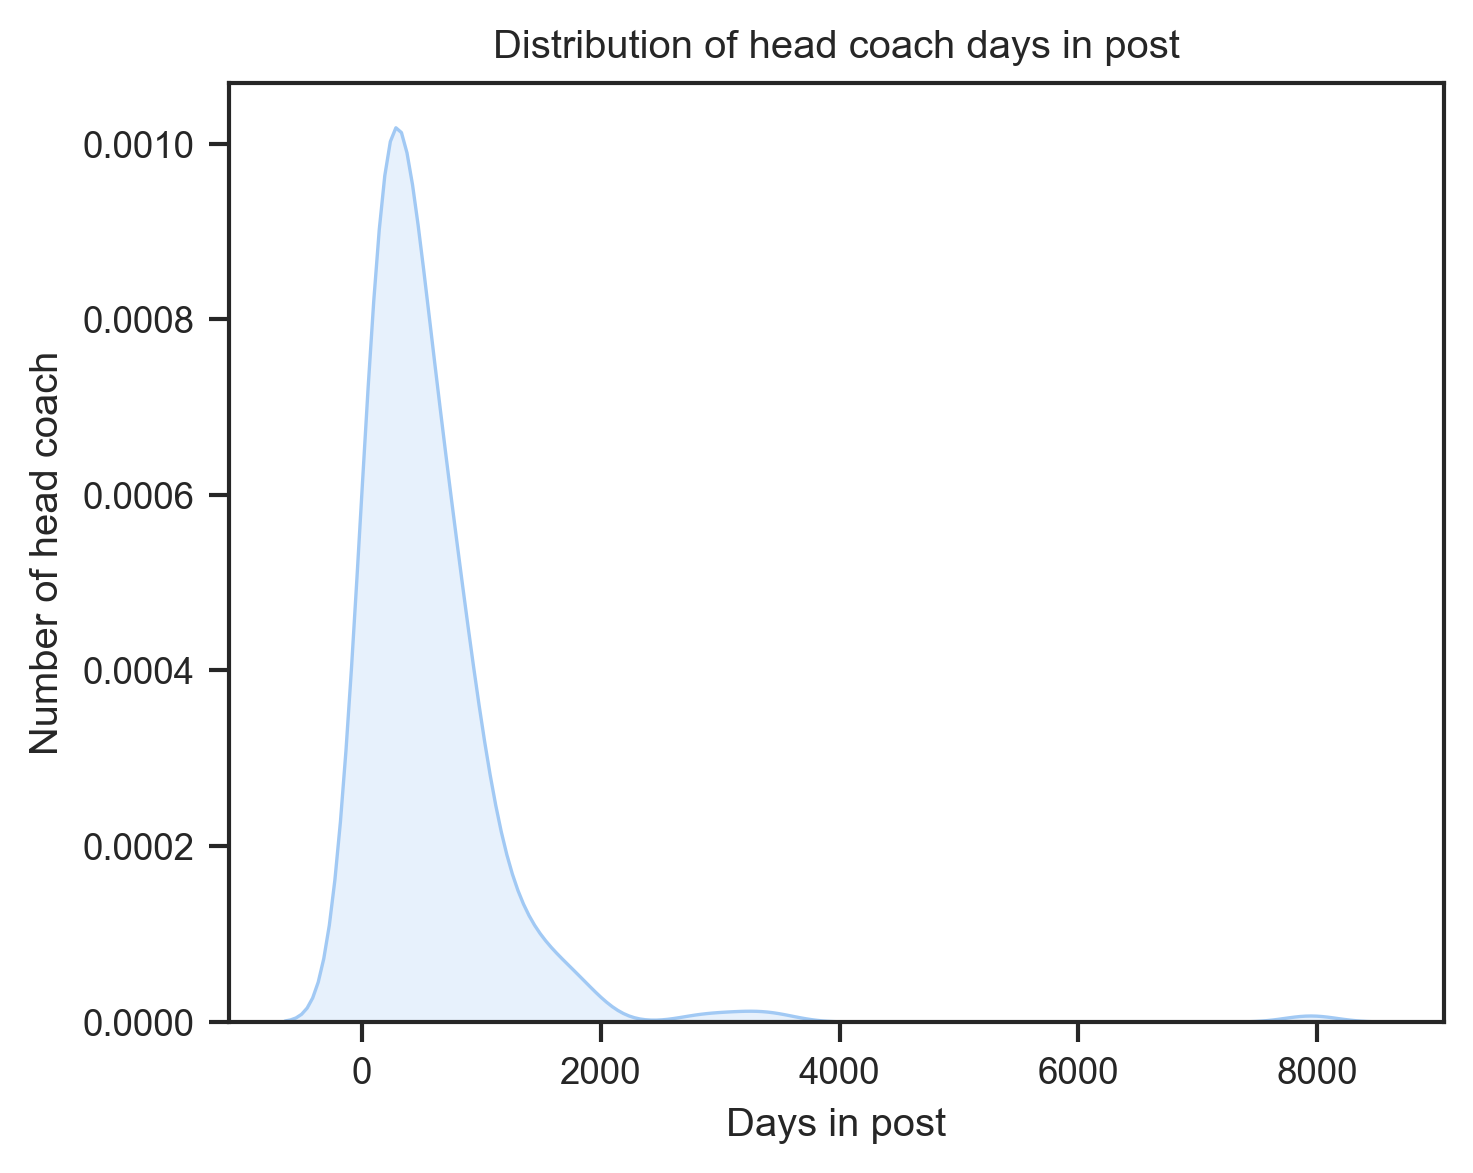 Distribution of head coach days in post
Number of head coach
0.0010
0.0008
0.0006
0.0004
0.0002
0.0000
0 2000 4000 6000 8000
Days in post